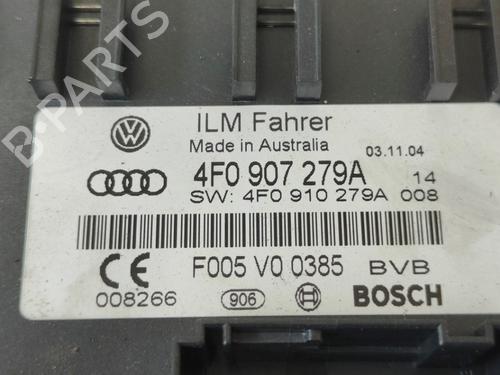 ILM Fahrer
Made in Australia 03.11.04
4F0 907 279A 14
SW: 4F0 910 279A 008
F005 V0 0385 BVB
CE
008266 906 BOSCH
B-PARTS